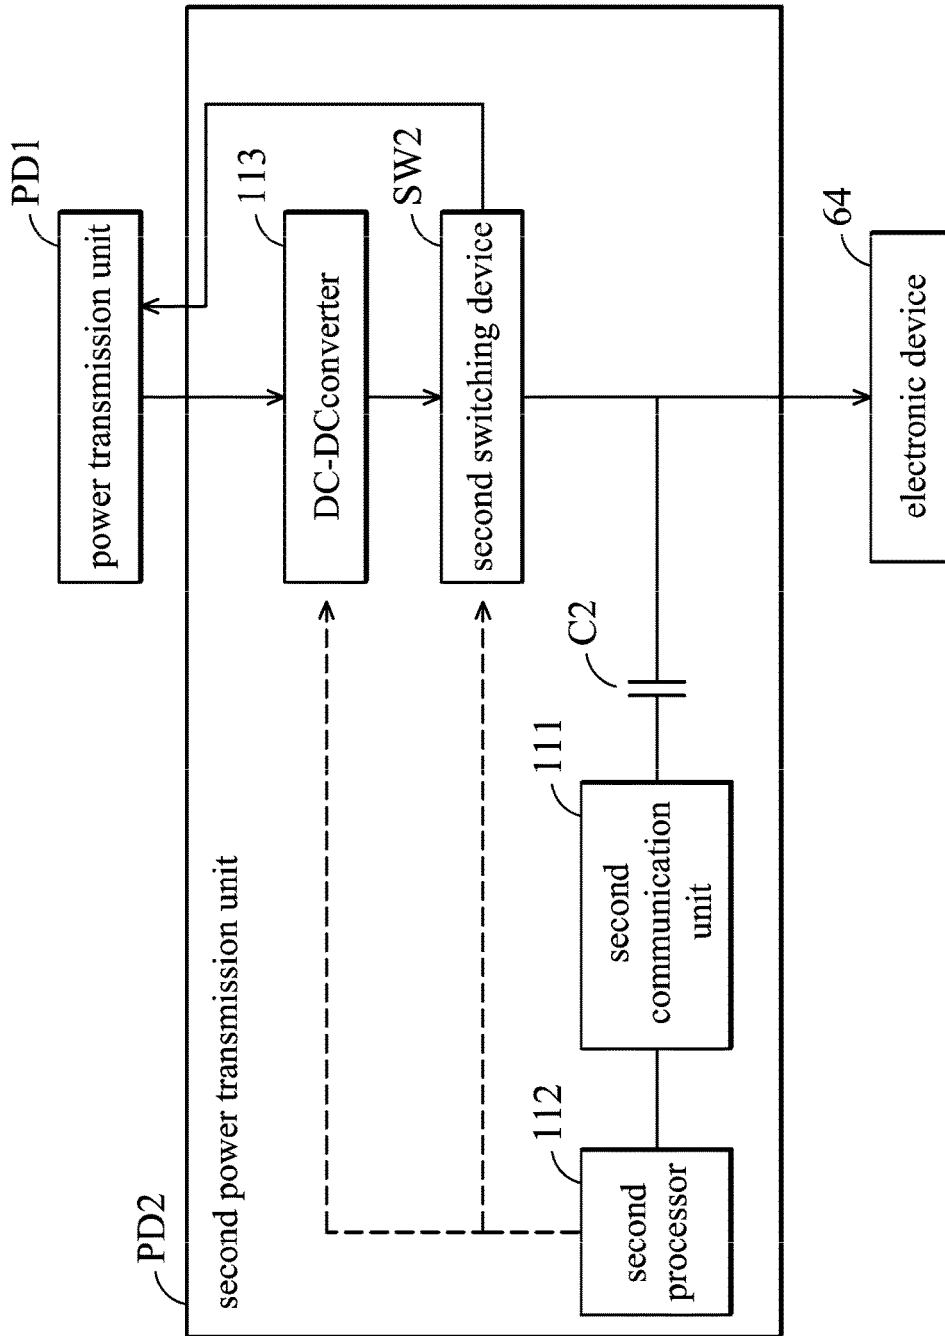 PD2
second power transmission unit
PD1
power transmission unit
113
DC-DCconverter
SW2
second switching device
112
second
processor
111
second
communication
unit
C2
64
electronic device